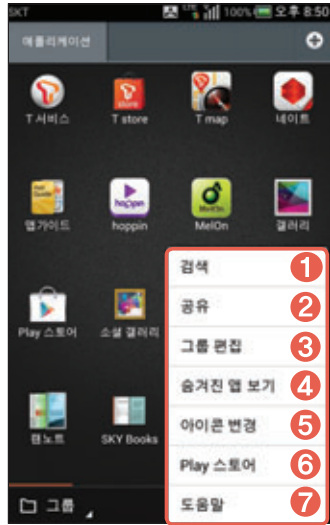 SKT LTE 100% 오후 8:50
애플리케이션
T 서비스 T store T map 네이트
앱가이드 hoppin MelOn 갤러리
Play 스토어 소셜 갤러리
펜노트 SKY Books
그룹
검색 1
공유 2
그룹 편집 3
숨겨진 앱 보기 4
아이콘 변경 5
Play 스토어 6
도움말 7